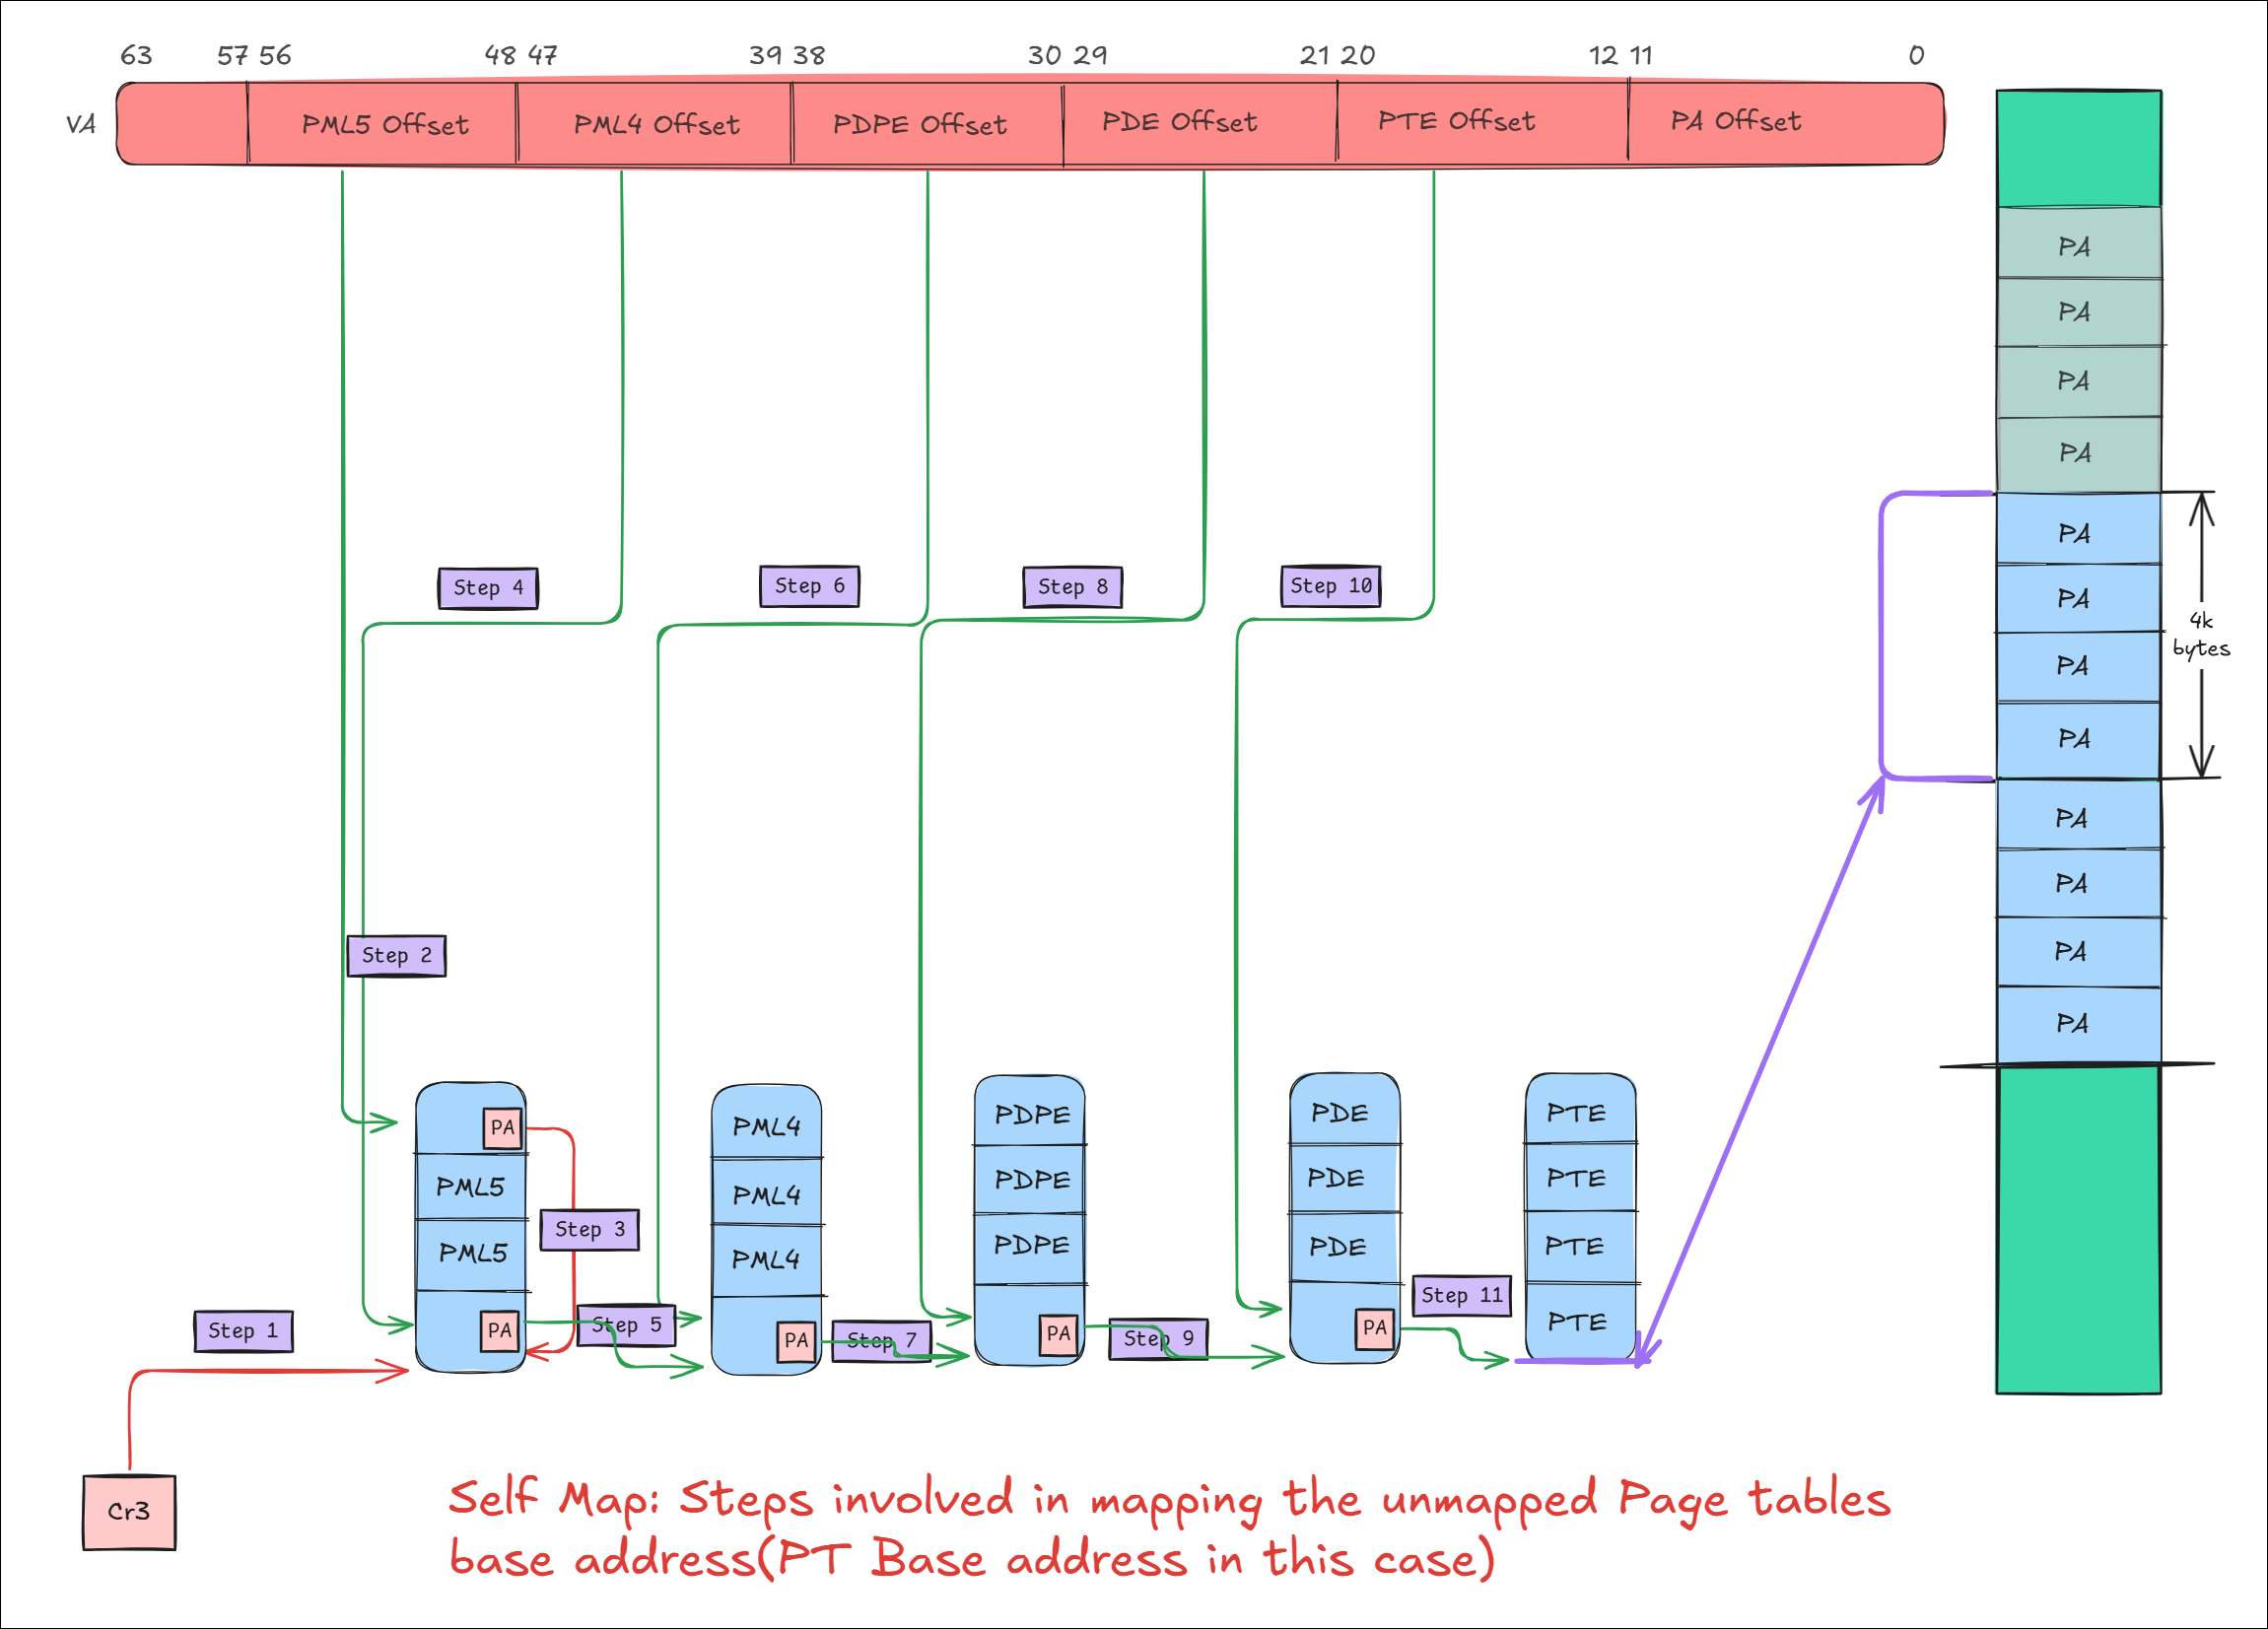 63 57 56 48 47 39 38 30 29 21 20 12 11 0
VA PML5 Offset PML4 Offset PDPE Offset PDE Offset PTE Offset PA Offset
PA
PA
PA
PA
PA
PA
PA
PA
4k
bytes
PA
PA
PA
PA
Step 4 Step 6 Step 8 Step 10
Step 2
PA
PML5
PML5
PA
Step 3
Step 1
Step 5
PML4
PML4
PML4
PA
Step 7
PDPE
PDPE
PDPE
PA
Step 9
PDE
PDE
PDE
PA
Step 11
PTE
PTE
PTE
PTE
Cr3
Self Map: Steps involved in mapping the unmapped Page tables
base address(PT Base address in this case)